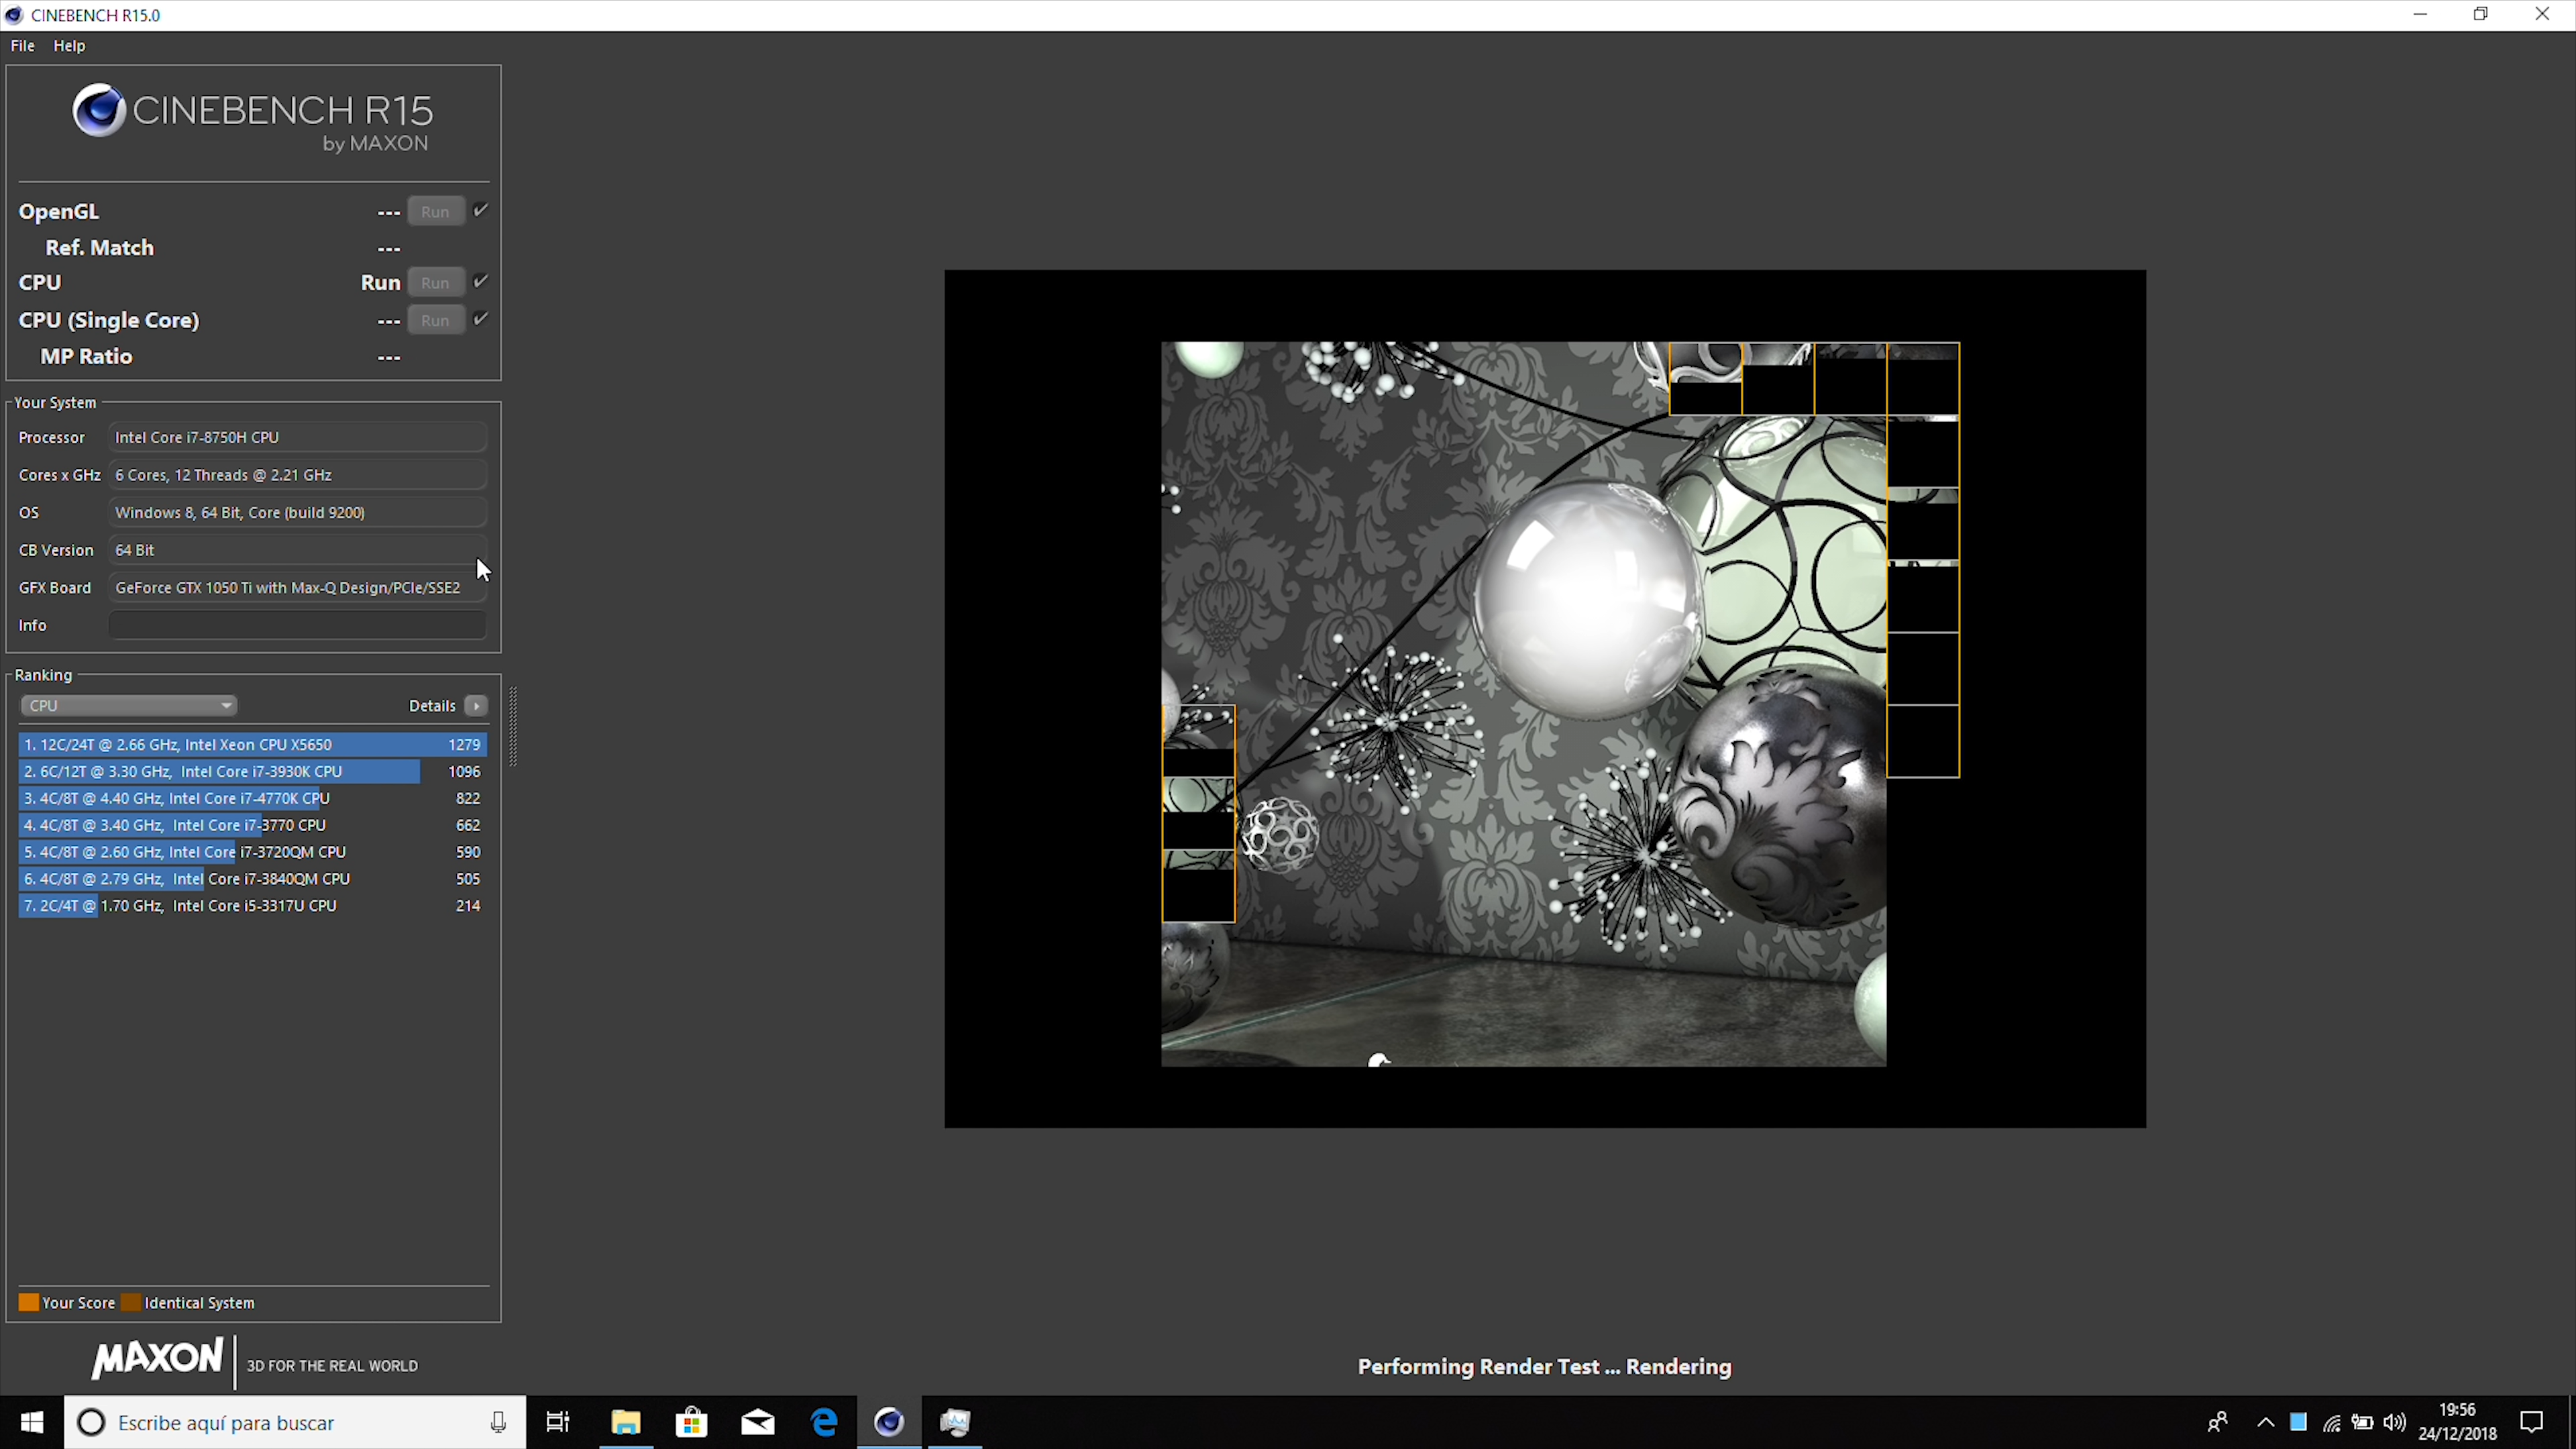 CINEBENCH R15.0
File Help
CINEBENCH R15
by MAXON
OpenGL --- Run
Ref. Match ---
CPU Run Run
CPU (Single Core) --- Run
MP Ratio ---
Your System
Processor Intel Core i7-8750H CPU
Cores x GHz 6 Cores, 12 Threads @ 2.21 GHz
OS Windows 8, 64 Bit, Core (build 9200)
CB Version 64 Bit
GFX Board GeForce GTX 1050 Ti with Max-Q Design/PCIe/SSE2
Info
Ranking
CPU Details
1. 12C/24T @ 2.66 GHz, Intel Xeon CPU X5650 1279
2. 6C/12T @ 3.30 GHz, Intel Core i7-3930K CPU 1096
3. 4C/8T @ 4.40 GHz, Intel Core i7-4770K CPU 822
4. 4C/8T @ 3.40 GHz, Intel Core i7-3770 CPU 662
5. 4C/8T @ 2.60 GHz, Intel Core i7-3720QM CPU 590
6. 4C/8T @ 2.79 GHz, Intel Core i7-3840QM CPU 505
7. 2C/4T @ 1.70 GHz, Intel Core i5-3317U CPU 214
Your Score Identical System
MAXON 3D FOR THE REAL WORLD
Performing Render Test ... Rendering
Escribe aquí para buscar
19:56
24/12/2018